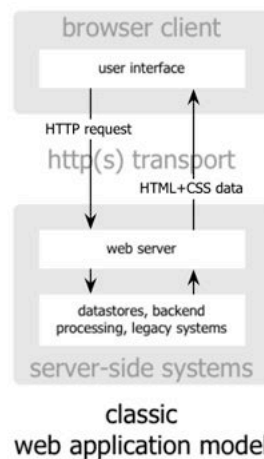 browser client
user interface
HTTP request
http(s) transport
HTML+CSS data
web server
datastores, backend
processing, legacy systems
server-side systems
classic
web application model